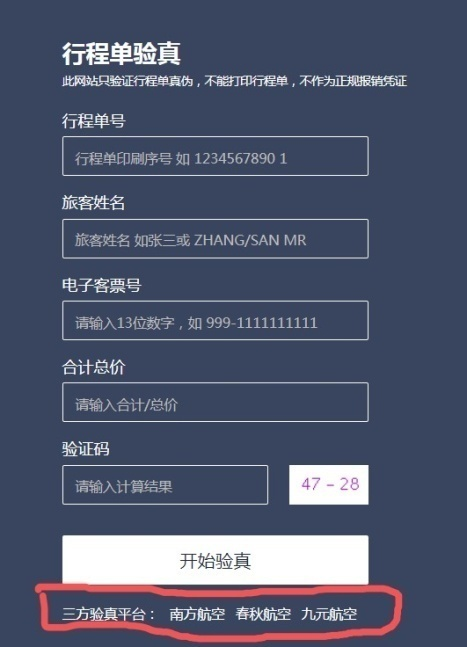 行程单验真
此网站只验证行程单真伪，不能打印行程单，不作为正规报销凭证
行程单号
行程单印刷序号 如 1234567890 1
旅客姓名
旅客姓名 如张三或 ZHANG/SAN MR
电子客票号
请输入13位数字，如 999-1111111111
合计总价
请输入合计/总价
验证码
请输入计算结果 47 - 28
开始验真
三方验真平台： 南方航空 春秋航空 九元航空